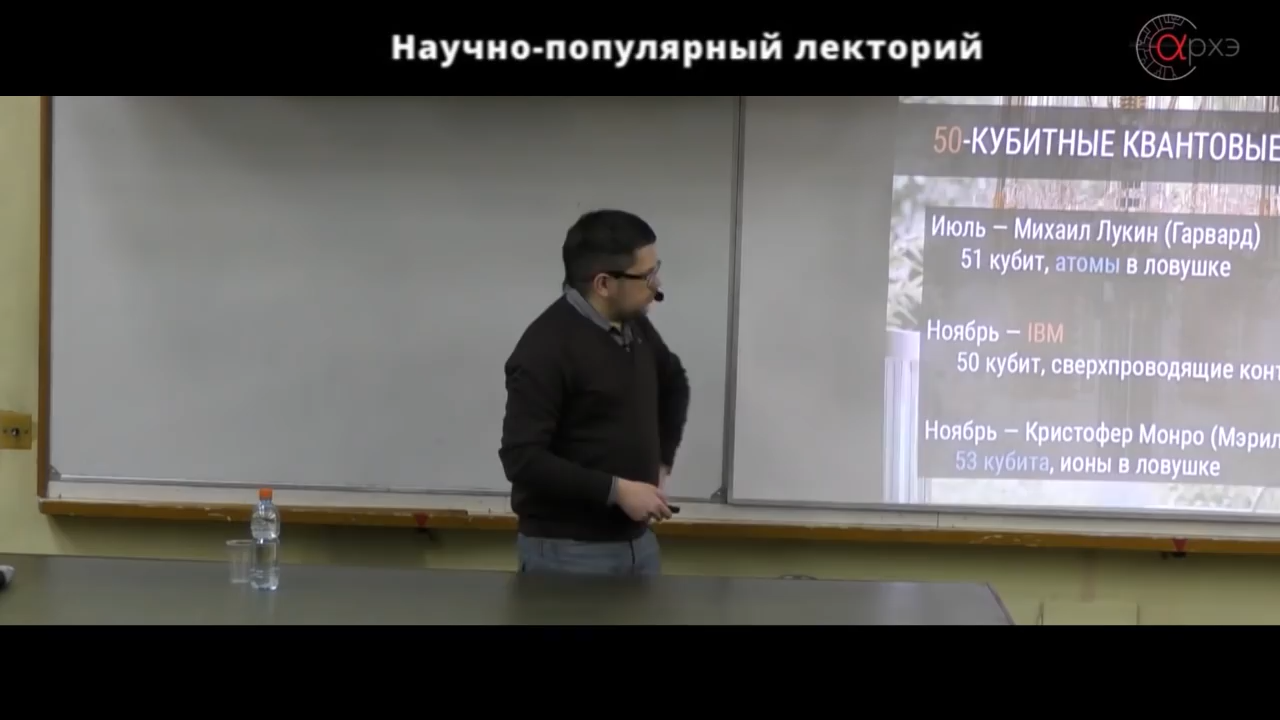 Научно-популярный лекторий
αрхэ
50-КУБИТНЫЕ КВАНТОВЫЕ
Июль — Михаил Лукин (Гарвард)
51 кубит, атомы в ловушке
Ноябрь — IBM
50 кубит, сверхпроводящие
Ноябрь — Кристофер Монро
53 кубита, ионы в ловушке